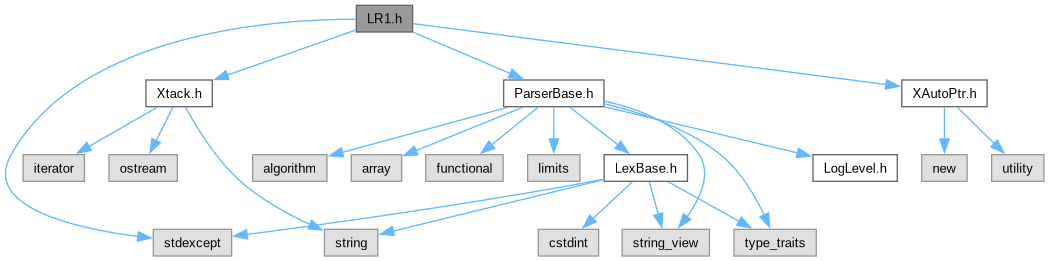 LR1.h
Xtack.h
ParserBase.h
XAutoPtr.h
iterator
ostream
algorithm
array
functional
limits
LexBase.h
LogLevel.h
new
utility
stdexcept
string
cstdint
string_view
type_traits